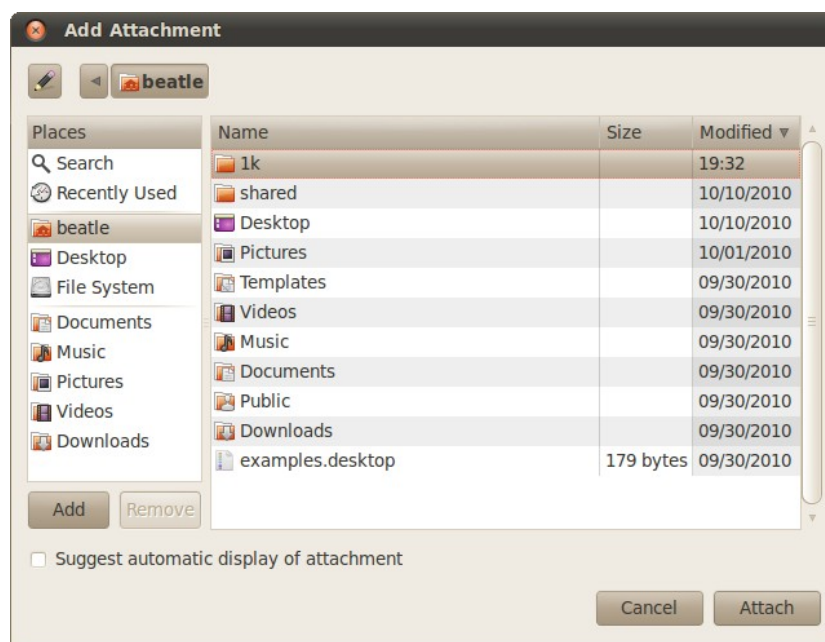 Add Attachment
beatle
Places
Name Size Modified
Search
Recently Used
beatle
Desktop
File System
Documents
Music
Pictures
Videos
Downloads
1k 19:32
shared 10/10/2010
Desktop 10/10/2010
Pictures 10/01/2010
Templates 09/30/2010
Videos 09/30/2010
Music 09/30/2010
Documents 09/30/2010
Public 09/30/2010
Downloads 09/30/2010
examples.desktop 179 bytes 09/30/2010
Add Remove
Suggest automatic display of attachment
Cancel Attach